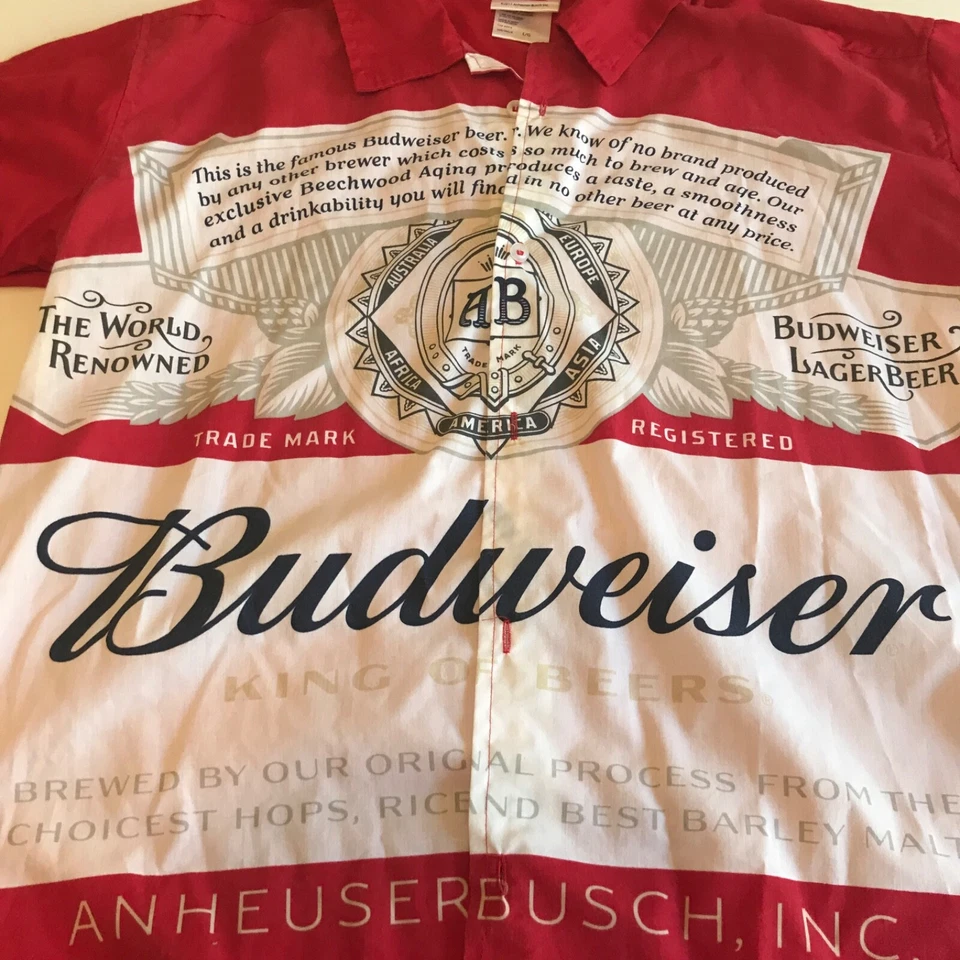 This is the famous Budweiser beer. We know of no brand produced
by any other brewer which costs so much to brew and age. Our
exclusive Beechwood Aging produces a taste, a smoothness
and a drinkability you will find in no other beer at any price.
AUSTRALIA
EUROPE
THE WORLD
RENOWNED
AB
TRADE MARK
BUDWEISER
LAGER BEER
AFRICA
ASIA
AMERICA
TRADE MARK
REGISTERED
Budweiser
KING OF BEERS
BREWED BY OUR ORIGNAL PROCESS FROM THE
CHOICEST HOPS, RICE ND BEST BARLEY MALT
ANHEUSERBUSCH, INC.